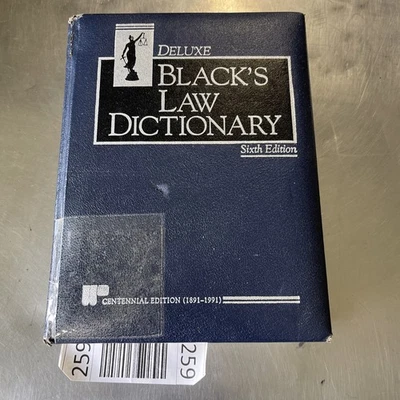 DELUXE
BLACK'S
LAW
DICTIONARY
Sixth Edition
CENTENNIAL EDITION (1891-1991)
259
259